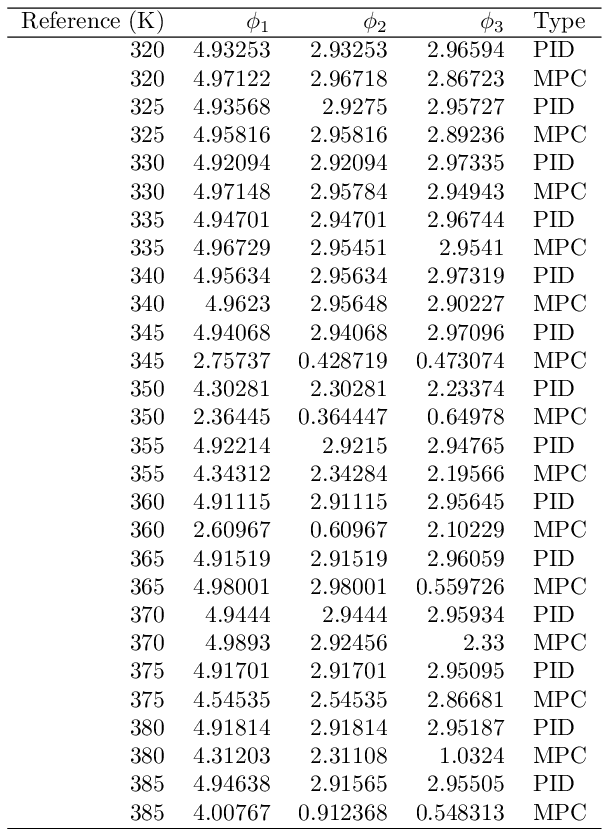 Reference (K) ϕ1 ϕ2 ϕ3 Type
320 4.93253 2.93253 2.96594 PID
320 4.97122 2.96718 2.86723 MPC
325 4.93568 2.9275 2.95727 PID
325 4.95816 2.95816 2.89236 MPC
330 4.92094 2.92094 2.97335 PID
330 4.97148 2.95784 2.94943 MPC
335 4.94701 2.94701 2.96744 PID
335 4.96729 2.95451 2.9541 MPC
340 4.95634 2.95634 2.97319 PID
340 4.9623 2.95648 2.90227 MPC
345 4.94068 2.94068 2.97096 PID
345 2.75737 0.428719 0.473074 MPC
350 4.30281 2.30281 2.23374 PID
350 2.36445 0.364447 0.64978 MPC
355 4.92214 2.9215 2.94765 PID
355 4.34312 2.34284 2.19566 MPC
360 4.91115 2.91115 2.95645 PID
360 2.60967 0.60967 2.10229 MPC
365 4.91519 2.91519 2.96059 PID
365 4.98001 2.98001 0.559726 MPC
370 4.9444 2.9444 2.95934 PID
370 4.9893 2.92456 2.33 MPC
375 4.91701 2.91701 2.95095 PID
375 4.54535 2.54535 2.86681 MPC
380 4.91814 2.91814 2.95187 PID
380 4.31203 2.31108 1.0324 MPC
385 4.94638 2.91565 2.95505 PID
385 4.00767 0.912368 0.548313 MPC